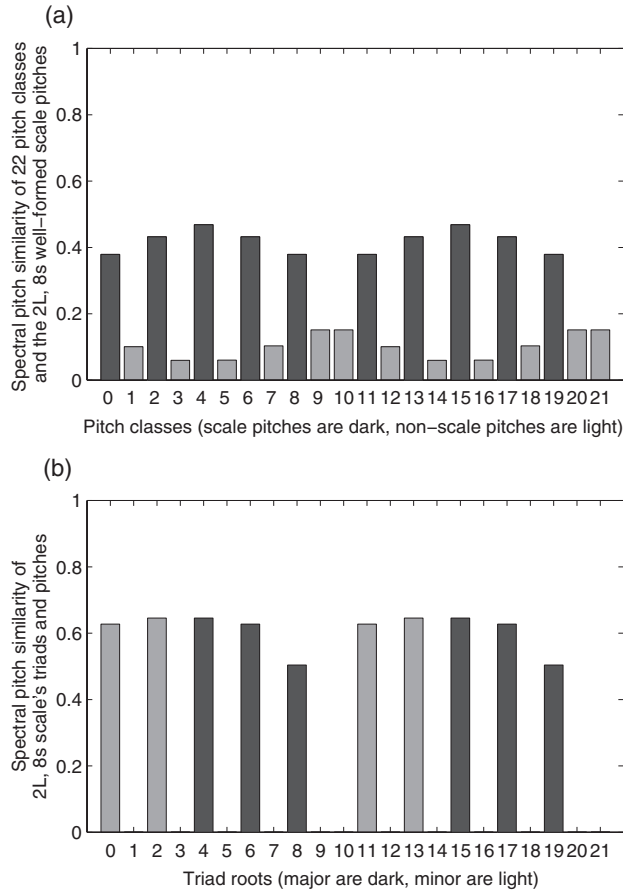 (a)
Spectral pitch similarity of 22 pitch classes
and the 2L, 8s well−formed scale pitches
1
0.8
0.6
0.4
0.2
0
0 1 2 3 4 5 6 7 8 9 10 11 12 13 14 15 16 17 18 19 20 21
Pitch classes (scale pitches are dark, non−scale pitches are light)
(b)
Spectral pitch similarity of
2L, 8s scale's triads and pitches
1
0.8
0.6
0.4
0.2
0
0 1 2 3 4 5 6 7 8 9 10 11 12 13 14 15 16 17 18 19 20 21
Triad roots (major are dark, minor are light)